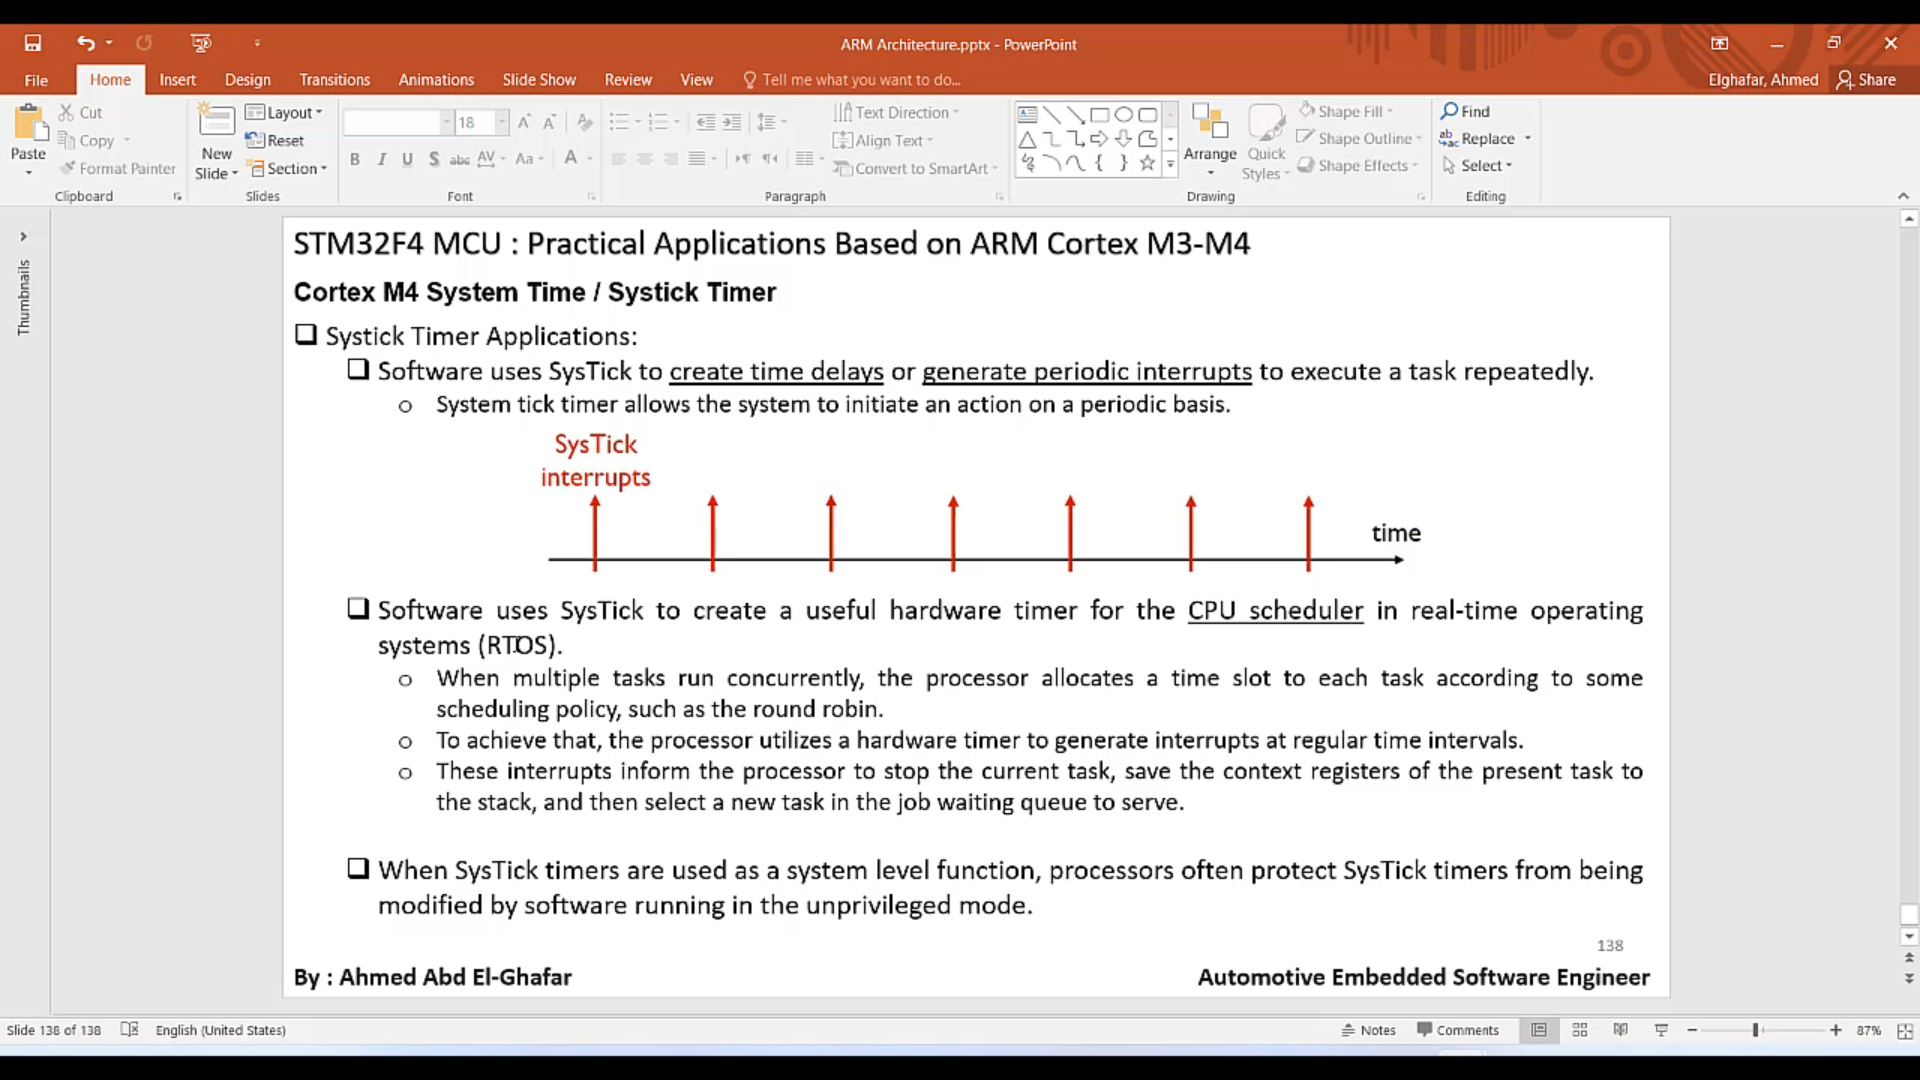 ARM Architecture.pptx - PowerPoint
File Home Insert Design Transitions Animations Slide Show Review View Tell me what you want to do... Elghafar, Ahmed Share
Paste
Cut
Copy
Format Painter
Clipboard
New
Slide
Layout
Reset
Section
Slides
18
B I U S abc AV Aa A
Font
Text Direction
Align Text
Convert to SmartArt
Paragraph
Arrange
Quick
Styles
Shape Fill
Shape Outline
Shape Effects
Drawing
Find
Replace
Select
Editing
Thumbnails
STM32F4 MCU : Practical Applications Based on ARM Cortex M3-M4
Cortex M4 System Time / Systick Timer
Systick Timer Applications:
Software uses SysTick to create time delays or generate periodic interrupts to execute a task repeatedly.
System tick timer allows the system to initiate an action on a periodic basis.
SysTick
interrupts
time
Software uses SysTick to create a useful hardware timer for the CPU scheduler in real-time operating
systems (RTOS).
When multiple tasks run concurrently, the processor allocates a time slot to each task according to some
scheduling policy, such as the round robin.
To achieve that, the processor utilizes a hardware timer to generate interrupts at regular time intervals.
These interrupts inform the processor to stop the current task, save the context registers of the present task to
the stack, and then select a new task in the job waiting queue to serve.
When SysTick timers are used as a system level function, processors often protect SysTick timers from being
modified by software running in the unprivileged mode.
138
By : Ahmed Abd El-Ghafar
Automotive Embedded Software Engineer
Slide 138 of 138 English (United States) Notes Comments 87%